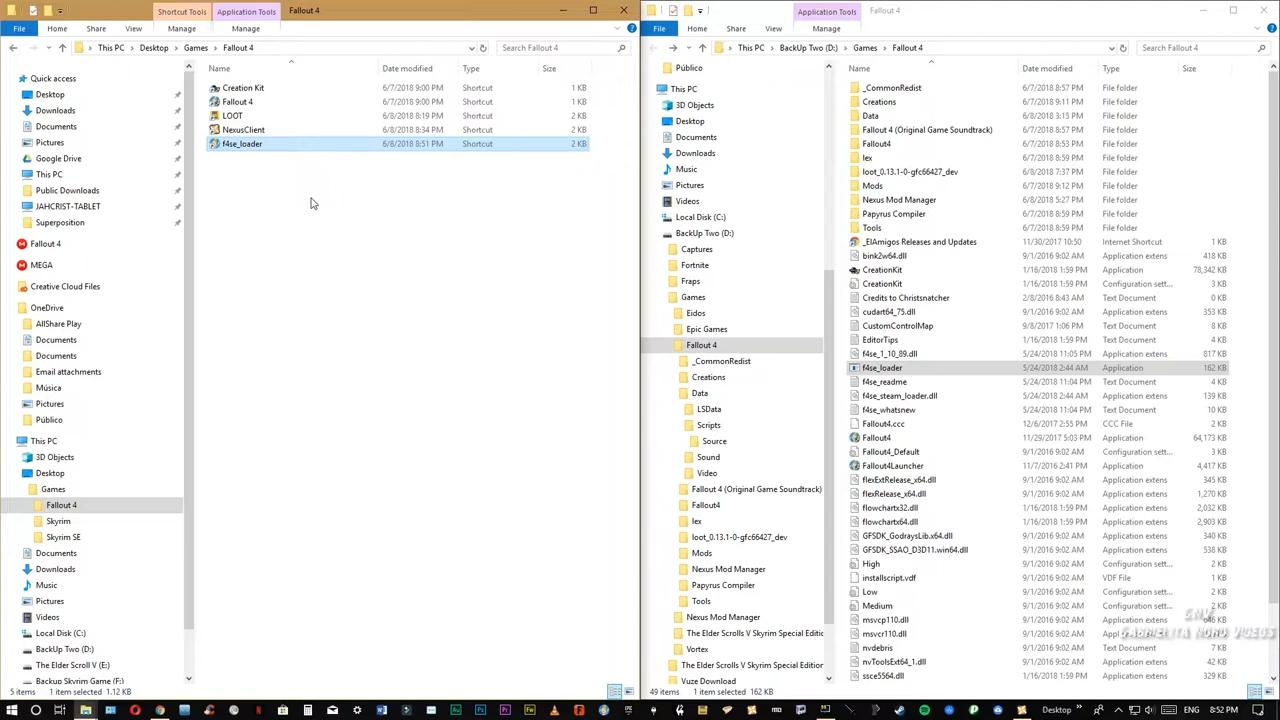 Shortcut Tools
Application Tools
Fallout 4
File
Home
Share
View
Manage
Manage
This PC > Desktop > Games > Fallout 4
Search Fallout 4
Quick access
Desktop
Downloads
Documents
Pictures
Google Drive
This PC
Public Downloads
JAHCRIST-TABLET
Superposition
Fallout 4
MEGA
Creative Cloud Files
OneDrive
AllShare Play
Documents
Documents
Email attachments
Música
Pictures
Público
This PC
3D Objects
Desktop
Games
Fallout 4
Skyrim
Skyrim SE
Documents
Downloads
Music
Pictures
Videos
Local Disk (C:)
BackUp Two (D:)
The Elder Scrolls V (E:)
Backup Skyrim Game (F:)
Name Date modified Type Size
Creation Kit 6/7/2018 9:00 PM Shortcut 1 KB
Fallout 4 6/7/2018 9:00 PM Shortcut 1 KB
LOOT 6/8/2018 8:19 PM Shortcut 2 KB
NexusClient 6/8/2018 8:34 PM Shortcut 2 KB
f4se_loader 6/8/2018 8:51 PM Shortcut 2 KB
5 items 1 item selected 1.12 KB
Application Tools
Fallout 4
File
Home
Share
View
Manage
This PC > BackUp Two (D:) > Games > Fallout 4
Search Fallout 4
Público
This PC
3D Objects
Desktop
Documents
Downloads
Music
Pictures
Videos
Local Disk (C:)
BackUp Two (D:)
Captures
Fortnite
Fraps
Games
Eidos
Epic Games
Fallout 4
_CommonRedist
Creations
Data
LSData
Scripts
Source
Sound
Video
Fallout 4 (Original Game Soundtrack)
Fallout4
lex
loot_0.13.1-0-gfc66427_dev
Mods
Nexus Mod Manager
Papyrus Compiler
Tools
Nexus Mod Manager
The Elder Scrolls V Skyrim Special Editio
Vortex
The Elder Scrolls V Skyrim Special Edition
Vuze Download
Name Date modified Type Size
_CommonRedist 6/7/2018 8:57 PM File folder
Creations 6/7/2018 9:11 PM File folder
Data 6/8/2018 3:15 PM File folder
Fallout 4 (Original Game Soundtrack) 6/7/2018 8:57 PM File folder
Fallout4 6/7/2018 8:58 PM File folder
lex 6/7/2018 8:59 PM File folder
loot_0.13.1-0-gfc66427_dev 6/8/2018 7:37 PM File folder
Mods 6/7/2018 9:12 PM File folder
Nexus Mod Manager 6/8/2018 5:27 PM File folder
Papyrus Compiler 6/7/2018 8:59 PM File folder
Tools 6/7/2018 8:59 PM File folder
_ElAmigos Releases and Updates 11/30/2017 10:50 Internet Shortcut 1 KB
bink2w64.dll 9/1/2016 9:02 AM Application extens 418 KB
CreationKit 1/16/2018 1:59 PM Application 78,342 KB
CreationKit 1/16/2018 1:59 PM Configuration sett... 3 KB
Credits to Christsnatcher 2/8/2016 8:43 AM Text Document 0 KB
cudart64_75.dll 9/1/2016 9:02 AM Application extens 353 KB
CustomControlMap 9/8/2017 1:06 PM Text Document 8 KB
EditorTips 1/16/2018 1:59 PM Text Document 4 KB
f4se_1_10_89.dll 5/24/2018 11:05 PM Application extens 817 KB
f4se_loader 5/24/2018 2:44 AM Application 162 KB
f4se_readme 5/24/2018 11:04 PM Text Document 4 KB
f4se_steam_loader.dll 5/24/2018 2:44 AM Application extens 139 KB
f4se_whatsnew 5/24/2018 11:04 PM Text Document 10 KB
Fallout4.ccc 12/6/2017 2:55 PM CCC File 2 KB
Fallout4 11/29/2017 5:03 PM Application 64,173 KB
Fallout4_Default 9/1/2016 9:02 AM Configuration sett... 3 KB
Fallout4Launcher 11/7/2016 2:41 PM Application 4,417 KB
flexExtRelease_x64.dll 9/1/2016 9:02 AM Application extens 345 KB
flexRelease_x64.dll 9/1/2016 9:02 AM Application extens 1,270 KB
flowchartx32.dll 1/16/2018 1:59 PM Application extens 2,032 KB
flowchartx64.dll 1/16/2018 1:59 PM Application extens 2,903 KB
GFSDK_GodraysLib.x64.dll 9/1/2016 9:02 AM Application extens 340 KB
GFSDK_SSAO_D3D11.win64.dll 9/1/2016 9:02 AM Application extens 538 KB
High 9/1/2016 9:02 AM Configuration sett... 2 KB
installscript.vdf 9/1/2016 9:02 AM VDF File 1 KB
Low 9/1/2016 9:02 AM Configuration sett... 2 KB
Medium 9/1/2016 9:02 AM Configuration sett... 2 KB
msvcp110.dll 9/1/2016 9:02 AM Application extens
msvcr110.dll 9/1/2016 9:02 AM Application extens
nvdebris 9/1/2016 9:02 AM Text Document 7 KB
nvToolsExt64_1.dll 9/1/2016 9:02 AM Application extens 42 KB
ssce5564.dll 9/1/2016 9:02 AM Application extens 329 KB
GABRIELITA NORD VIDEOS
49 items 1 item selected 162 KB
Desktop
8:52 PM